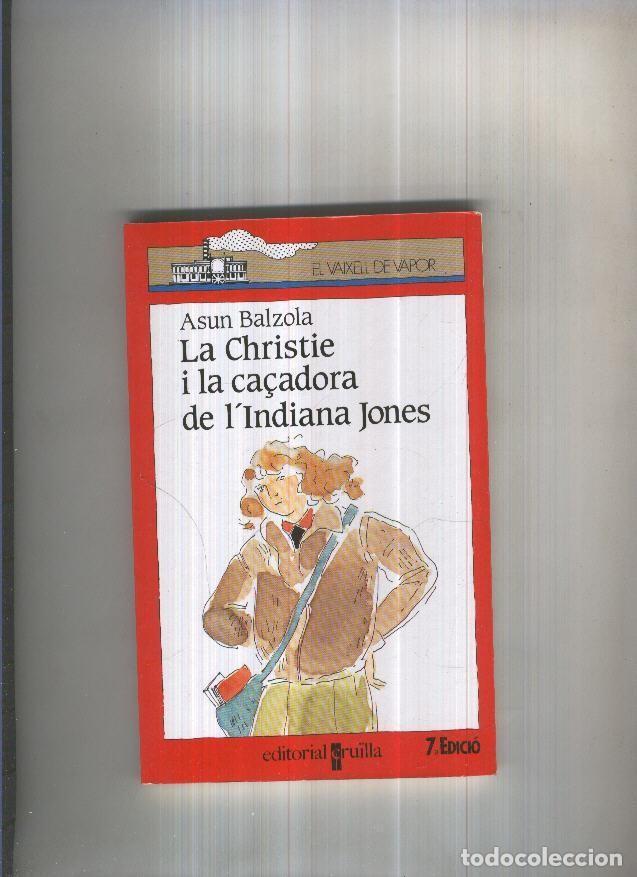 EL VAIXELL DE VAPOR
Asun Balzola
La Christie
i la caçadora
de l´Indiana Jones
editorial cruïlla
7.a EDICIÓ
todocoleccion